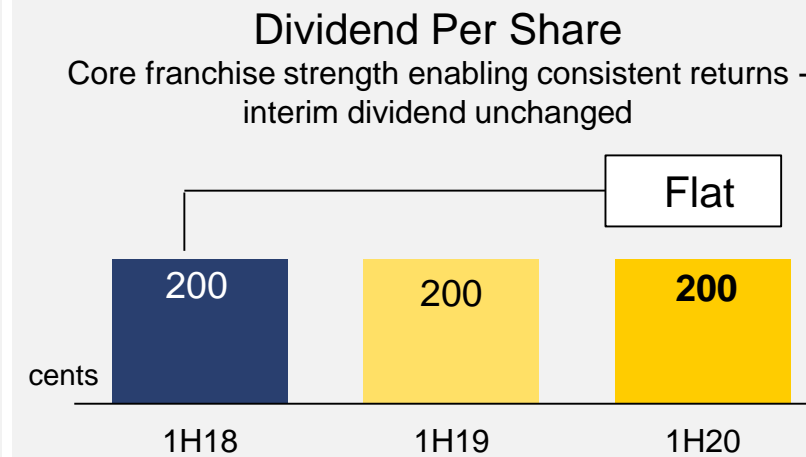 Dividend Per Share
Core franchise strength enabling consistent returns -
interim dividend unchanged
Flat
200 200 200
cents
1H18 1H19 1H20